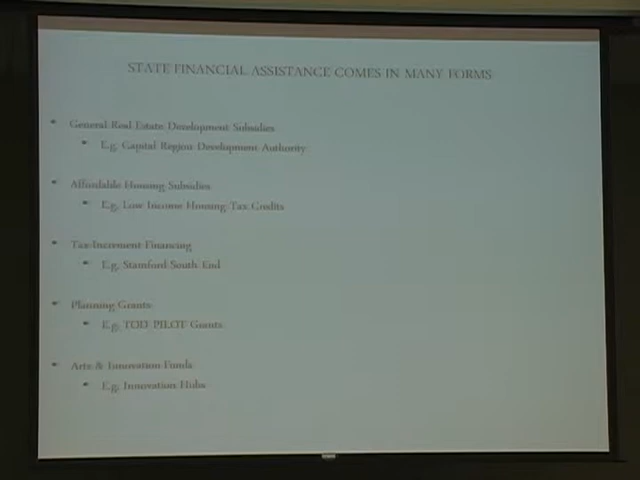 STATE FINANCIAL ASSISTANCE COMES IN MANY FORMS
General Real Estate Development Subsidies
E.g. Capital Region Development Authority
Affordable Housing Subsidies
E.g. Low Income Housing Tax Credits
Tax-Increment Financing
E.g. Stamford South End
Planning Grants
E.g. TOD PILOT Grants
Arts & Innovation Funds
E.g. Innovation Hubs